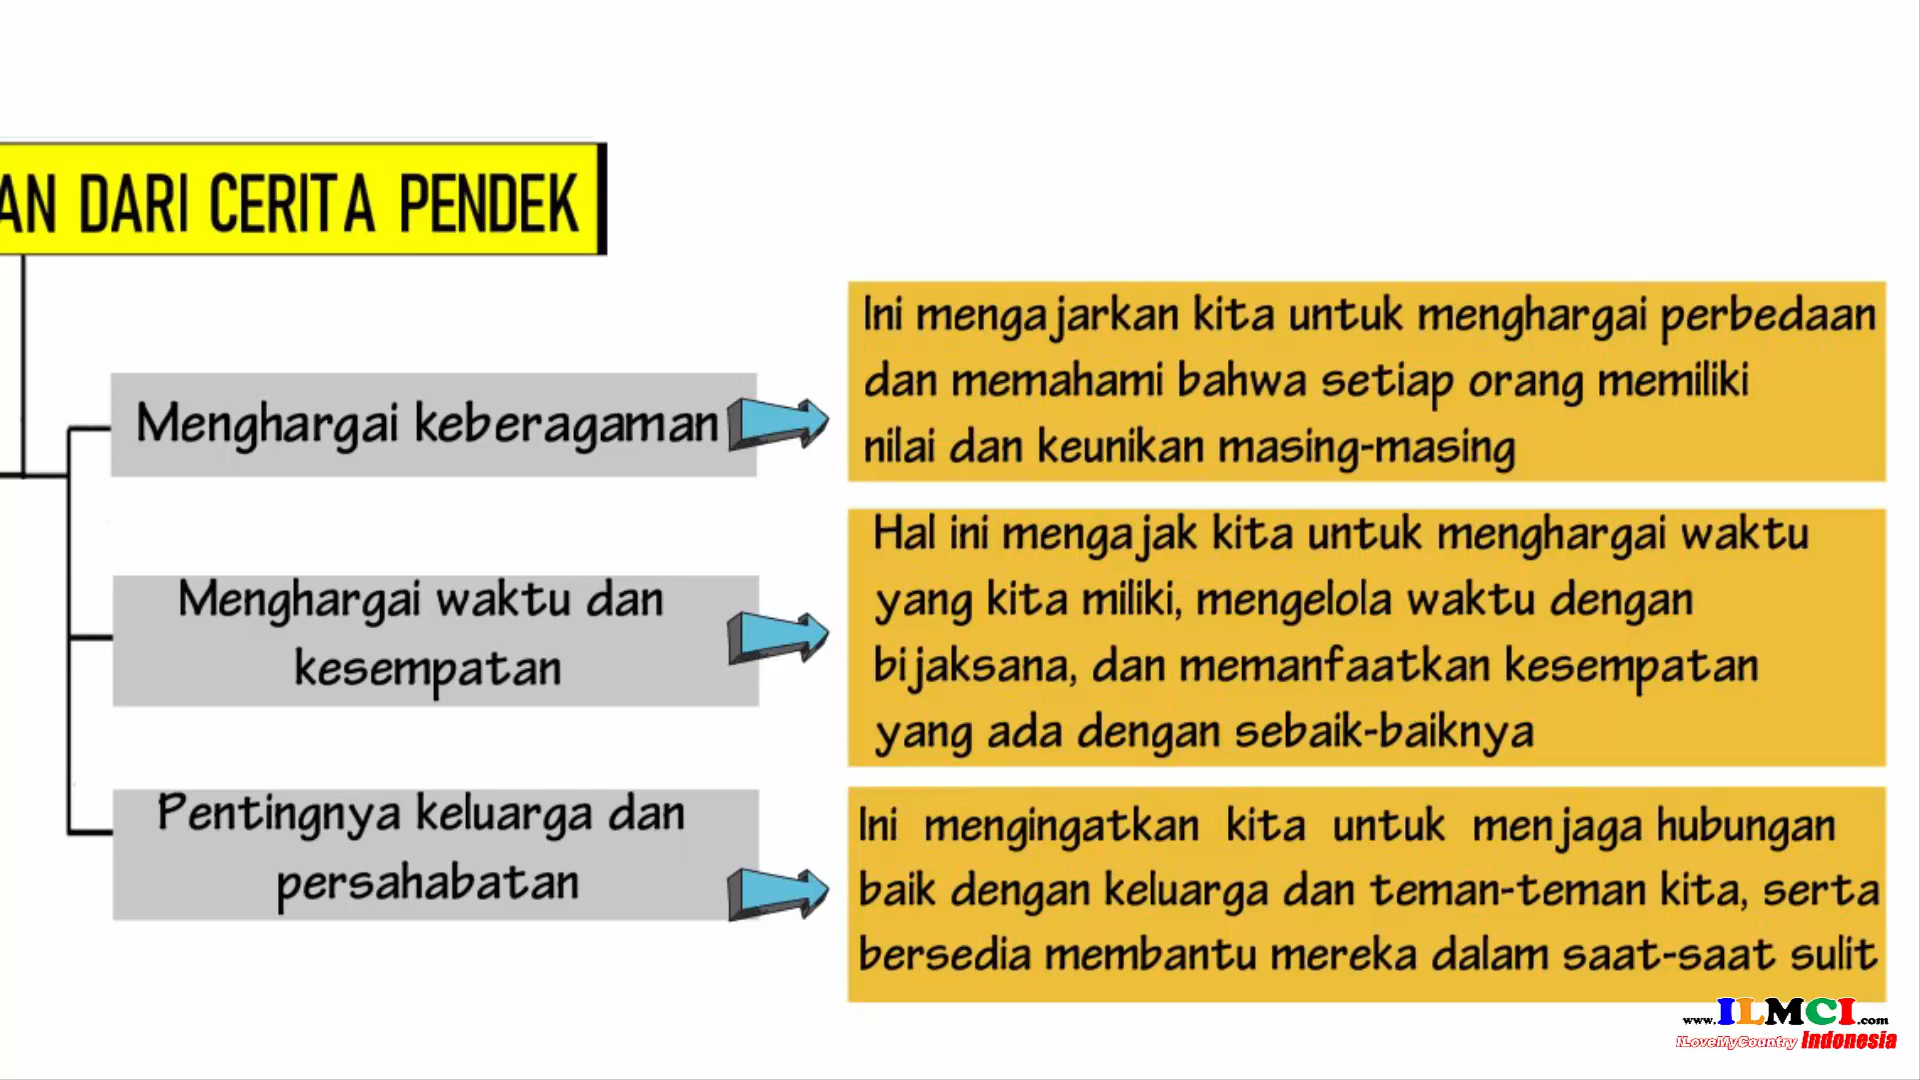 AN DARI CERITA PENDEK
Menghargai keberagaman
Ini mengajarkan kita untuk menghargai perbedaan
dan memahami bahwa setiap orang memiliki
nilai dan keunikan masing-masing
Menghargai waktu dan
kesempatan
Hal ini mengajak kita untuk menghargai waktu
yang kita miliki, mengelola waktu dengan
bijaksana, dan memanfaatkan kesempatan
yang ada dengan sebaik-baiknya
Pentingnya keluarga dan
persahabatan
Ini mengingatkan kita untuk menjaga hubungan
baik dengan keluarga dan teman-teman kita, serta
bersedia membantu mereka dalam saat-saat sulit
www.ILMCI.com
ILoveMyCountry Indonesia